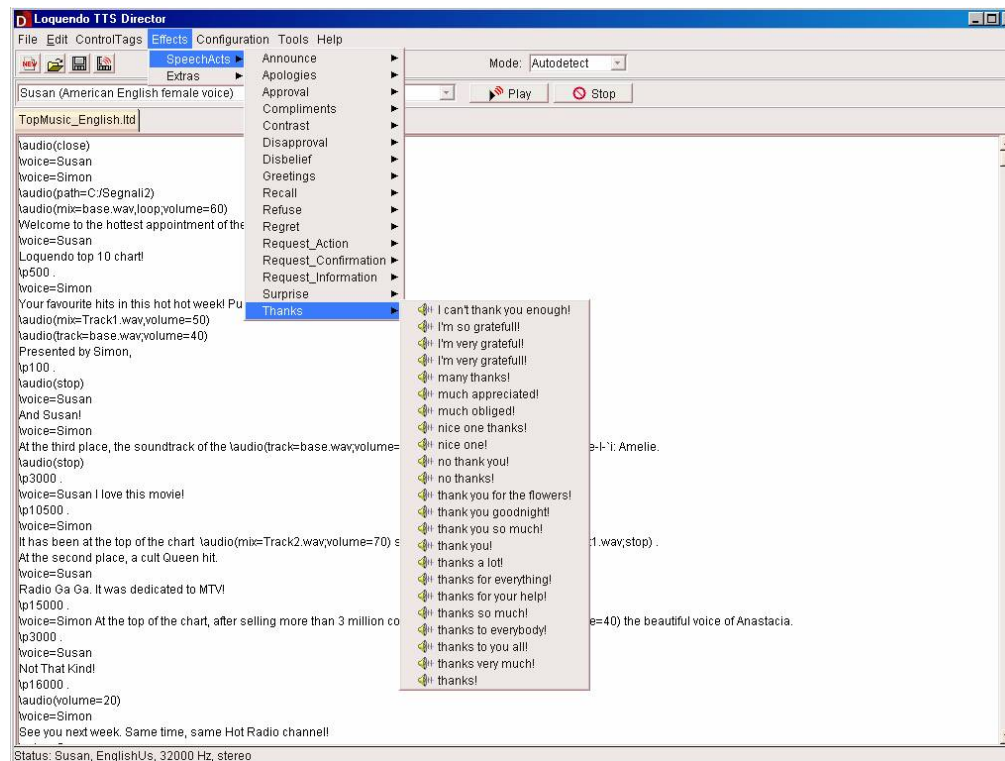 Loquendo TTS Director
File Edit ControlTags Effects Configuration Tools Help
Mode: Autodetect
Susan (American English female voice)
Play
Stop
TopMusic_English.ltd
SpeechActs
Extras
Announce
Apologies
Approval
Compliments
Contrast
Disapproval
Disbelief
Greetings
Recall
Refuse
Regret
Request_Action
Request_Confirmation
Request_Information
Surprise
Thanks
I can't thank you enough!
I'm so gratefull!
I'm very grateful!
I'm very gratefull!
many thanks!
much appreciated!
much obliged!
nice one thanks!
nice one!
no thank you!
no thanks!
thank you for the flowers!
thank you goodnight!
thank you so much!
thank you!
thanks a lot!
thanks for everything!
thanks for your help!
thanks so much!
thanks to everybody!
thanks to you all!
thanks very much!
thanks!
\audio(close)
\voice=Susan
\voice=Simon
\audio(path=C:/Segnali2)
\audio(mix=base.wav,loop;volume=60)
Welcome to the hottest appointment of the
\voice=Susan
Loquendo top 10 chart!
\p500 .
\voice=Simon
Your favourite hits in this hot hot week! Pu
\audio(mix=Track1.wav,volume=50)
\audio(track=base.wav;volume=40)
Presented by Simon,
\p100 .
\audio(stop)
\voice=Susan
And Susan!
\voice=Simon
At the third place, the soundtrack of the \audio(track=base.wav;volume= e-l-`i: Amelie.
\audio(stop)
\p3000 .
\voice=Susan I love this movie!
\p10500 .
\voice=Simon
It has been at the top of the chart \audio(mix=Track2.wav;volume=70) s 1.wav;stop) .
At the second place, a cult Queen hit.
\voice=Susan
Radio Ga Ga. It was dedicated to MTV!
\p15000 .
\voice=Simon At the top of the chart, after selling more than 3 million co e=40) the beautiful voice of Anastacia.
\p3000 .
\voice=Susan
Not That Kind!
\p16000 .
\audio(volume=20)
\voice=Simon
See you next week. Same time, same Hot Radio channel!
Status: Susan, EnglishUs, 32000 Hz, stereo